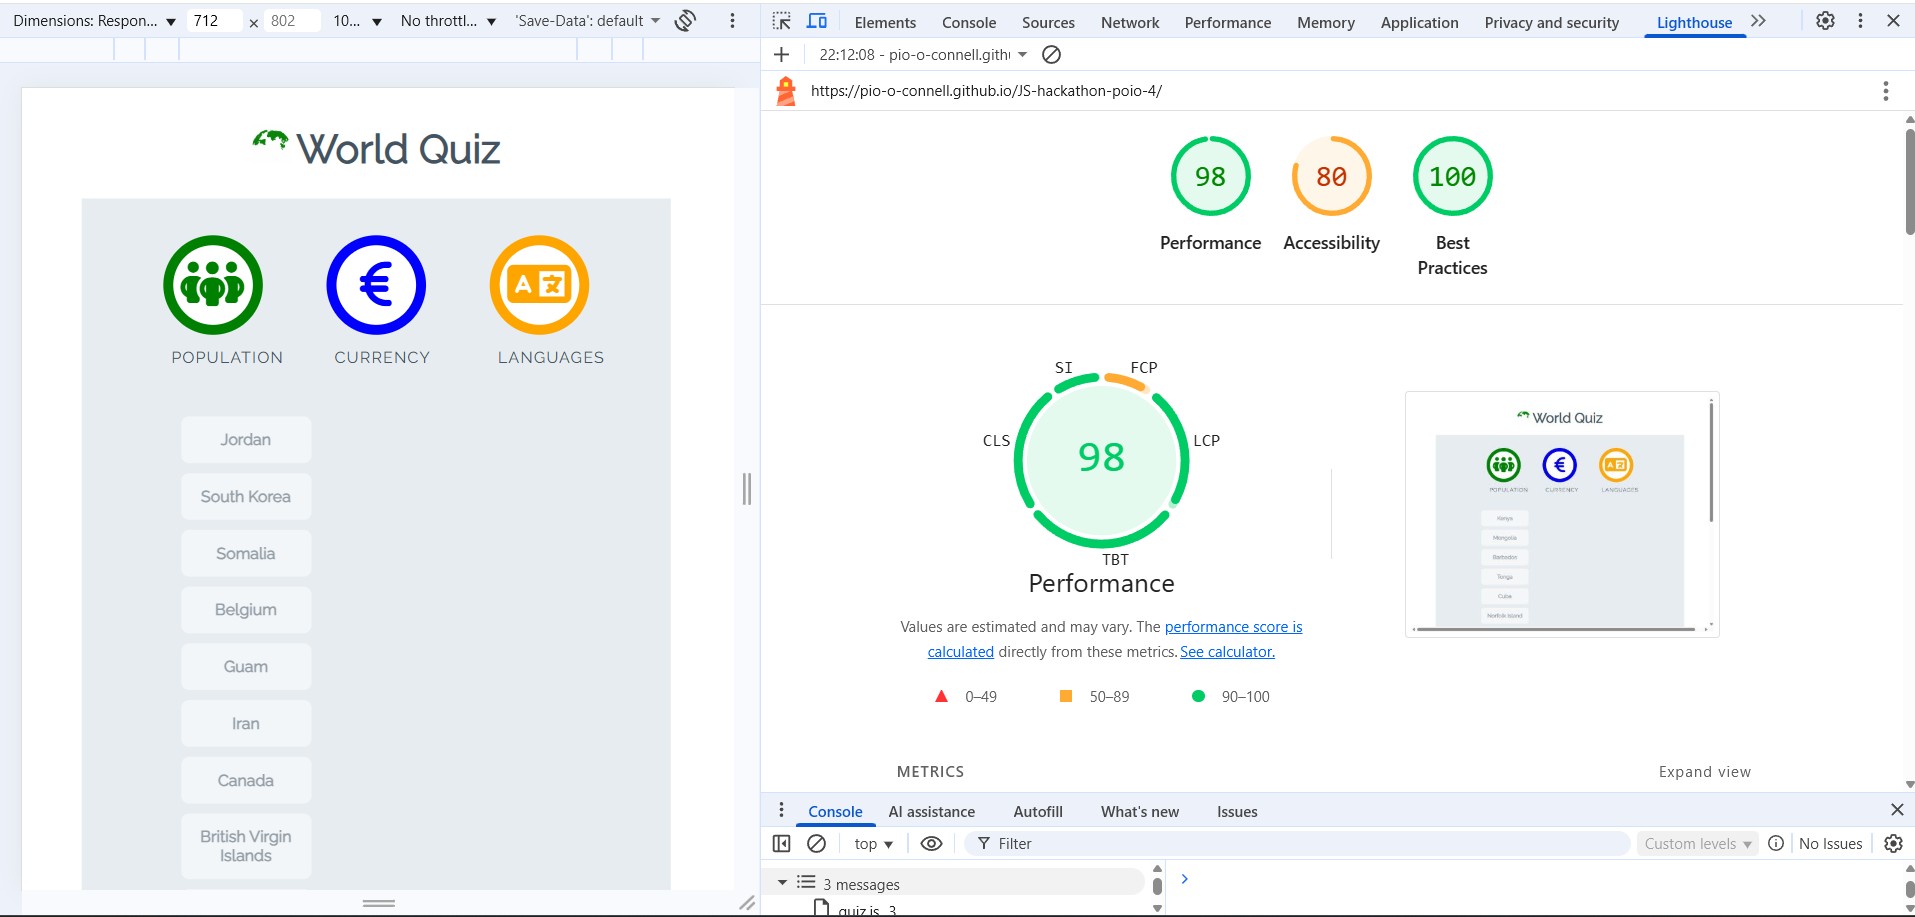 Dimensions: Respon... ▼ 712 × 802 10... ▼ No throttl... ▼ 'Save-Data': default
World Quiz
POPULATION CURRENCY LANGUAGES
Jordan
South Korea
Somalia
Belgium
Guam
Iran
Canada
British Virgin
Islands
Elements Console Sources Network Performance Memory Application Privacy and security Lighthouse
22:12:08 - pio-o-connell.gith
https://pio-o-connell.github.io/JS-hackathon-poio-4/
98 80 100
Performance Accessibility Best
Practices
SI FCP
CLS LCP
98
TBT
Performance
Values are estimated and may vary. The performance score is
calculated directly from these metrics. See calculator.
0–49 50–89 90–100
World Quiz
POPULATION CURRENCY LANGUAGES
Kenya
Mongolia
Barbados
Tonga
Cuba
Norfolk Island
METRICS Expand view
Console AI assistance Autofill What's new Issues
top ▼ Filter Custom levels ▼ No Issues
3 messages
quiz.js 3